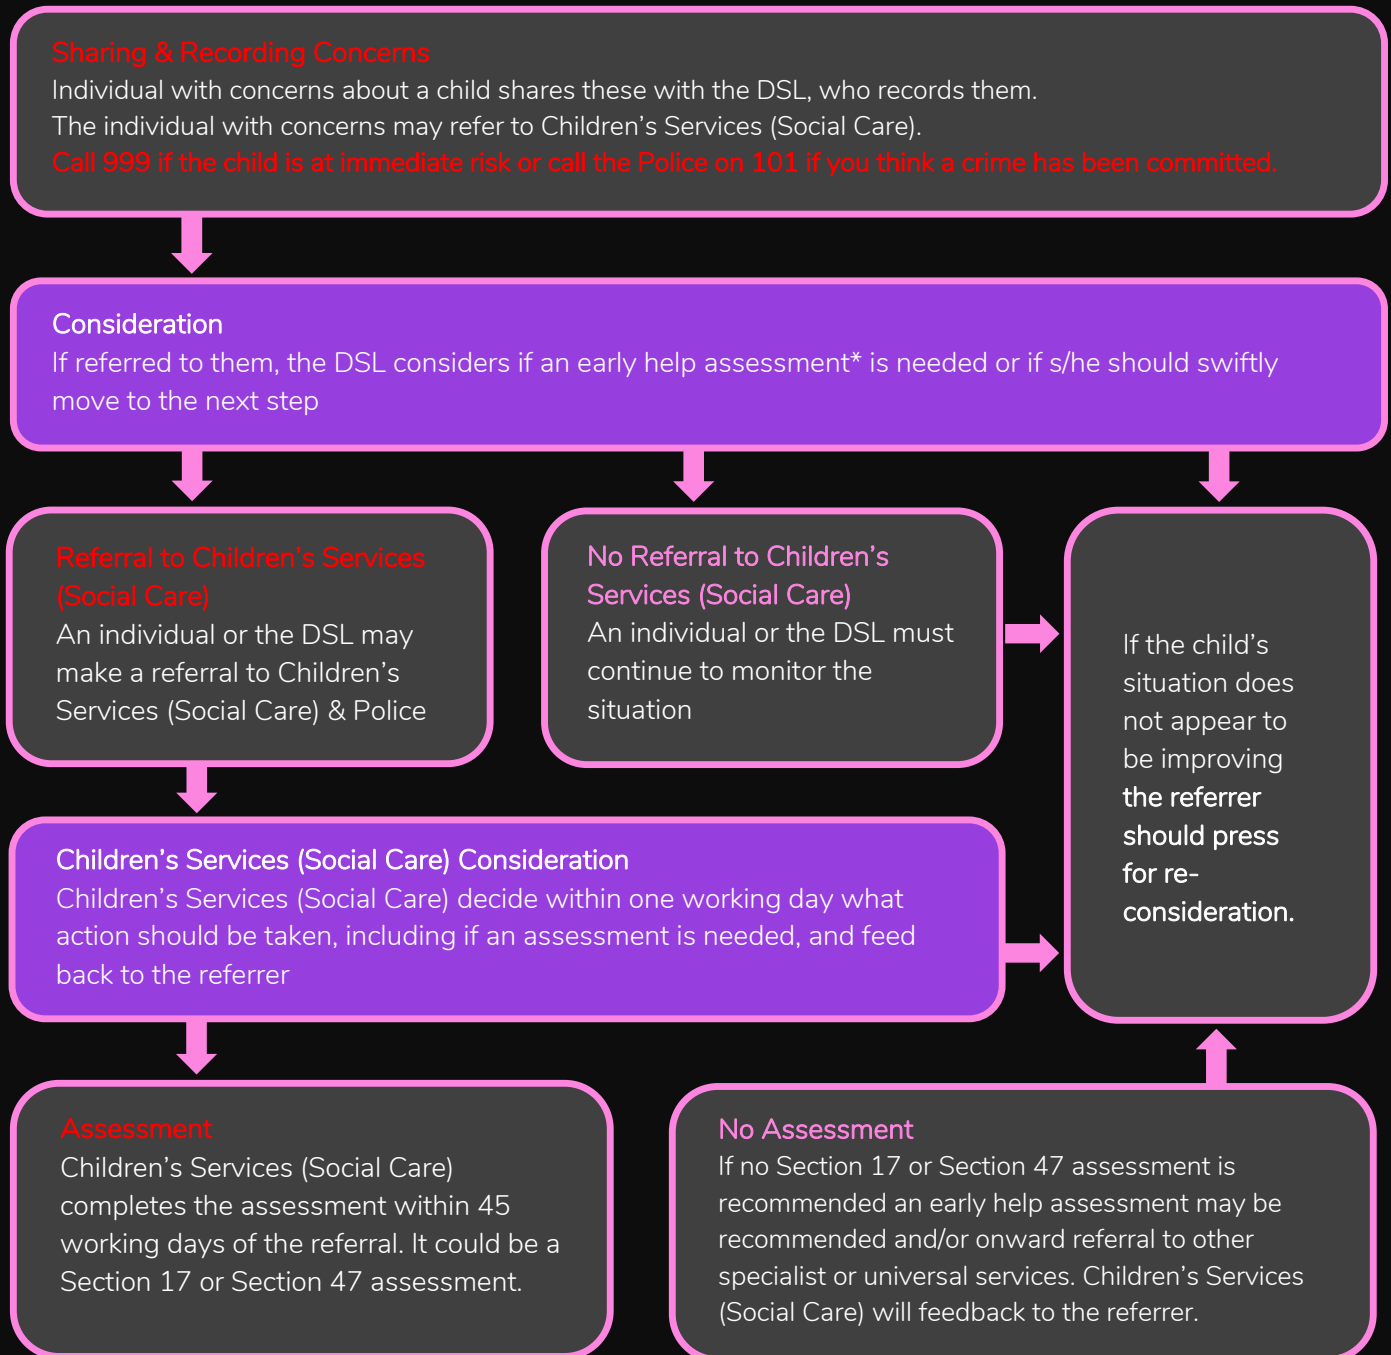 Sharing & Recording Concerns
Individual with concerns about a child shares these with the DSL, who records them.
The individual with concerns may refer to Children’s Services (Social Care).
Call 999 if the child is at immediate risk or call the Police on 101 if you think a crime has been committed.
Consideration
If referred to them, the DSL considers if an early help assessment* is needed or if s/he should swiftly
move to the next step
Referral to Children’s Services
(Social Care)
An individual or the DSL may
make a referral to Children’s
Services (Social Care) & Police
No Referral to Children’s
Services (Social Care)
An individual or the DSL must
continue to monitor the
situation
If the child’s
situation does
not appear to
be improving
the referrer
should press
for re-
consideration.
Children’s Services (Social Care) Consideration
Children’s Services (Social Care) decide within one working day what
action should be taken, including if an assessment is needed, and feed
back to the referrer
Assessment
Children’s Services (Social Care)
completes the assessment within 45
working days of the referral. It could be a
Section 17 or Section 47 assessment.
No Assessment
If no Section 17 or Section 47 assessment is
recommended an early help assessment may be
recommended and/or onward referral to other
specialist or universal services. Children’s Services
(Social Care) will feedback to the referrer.